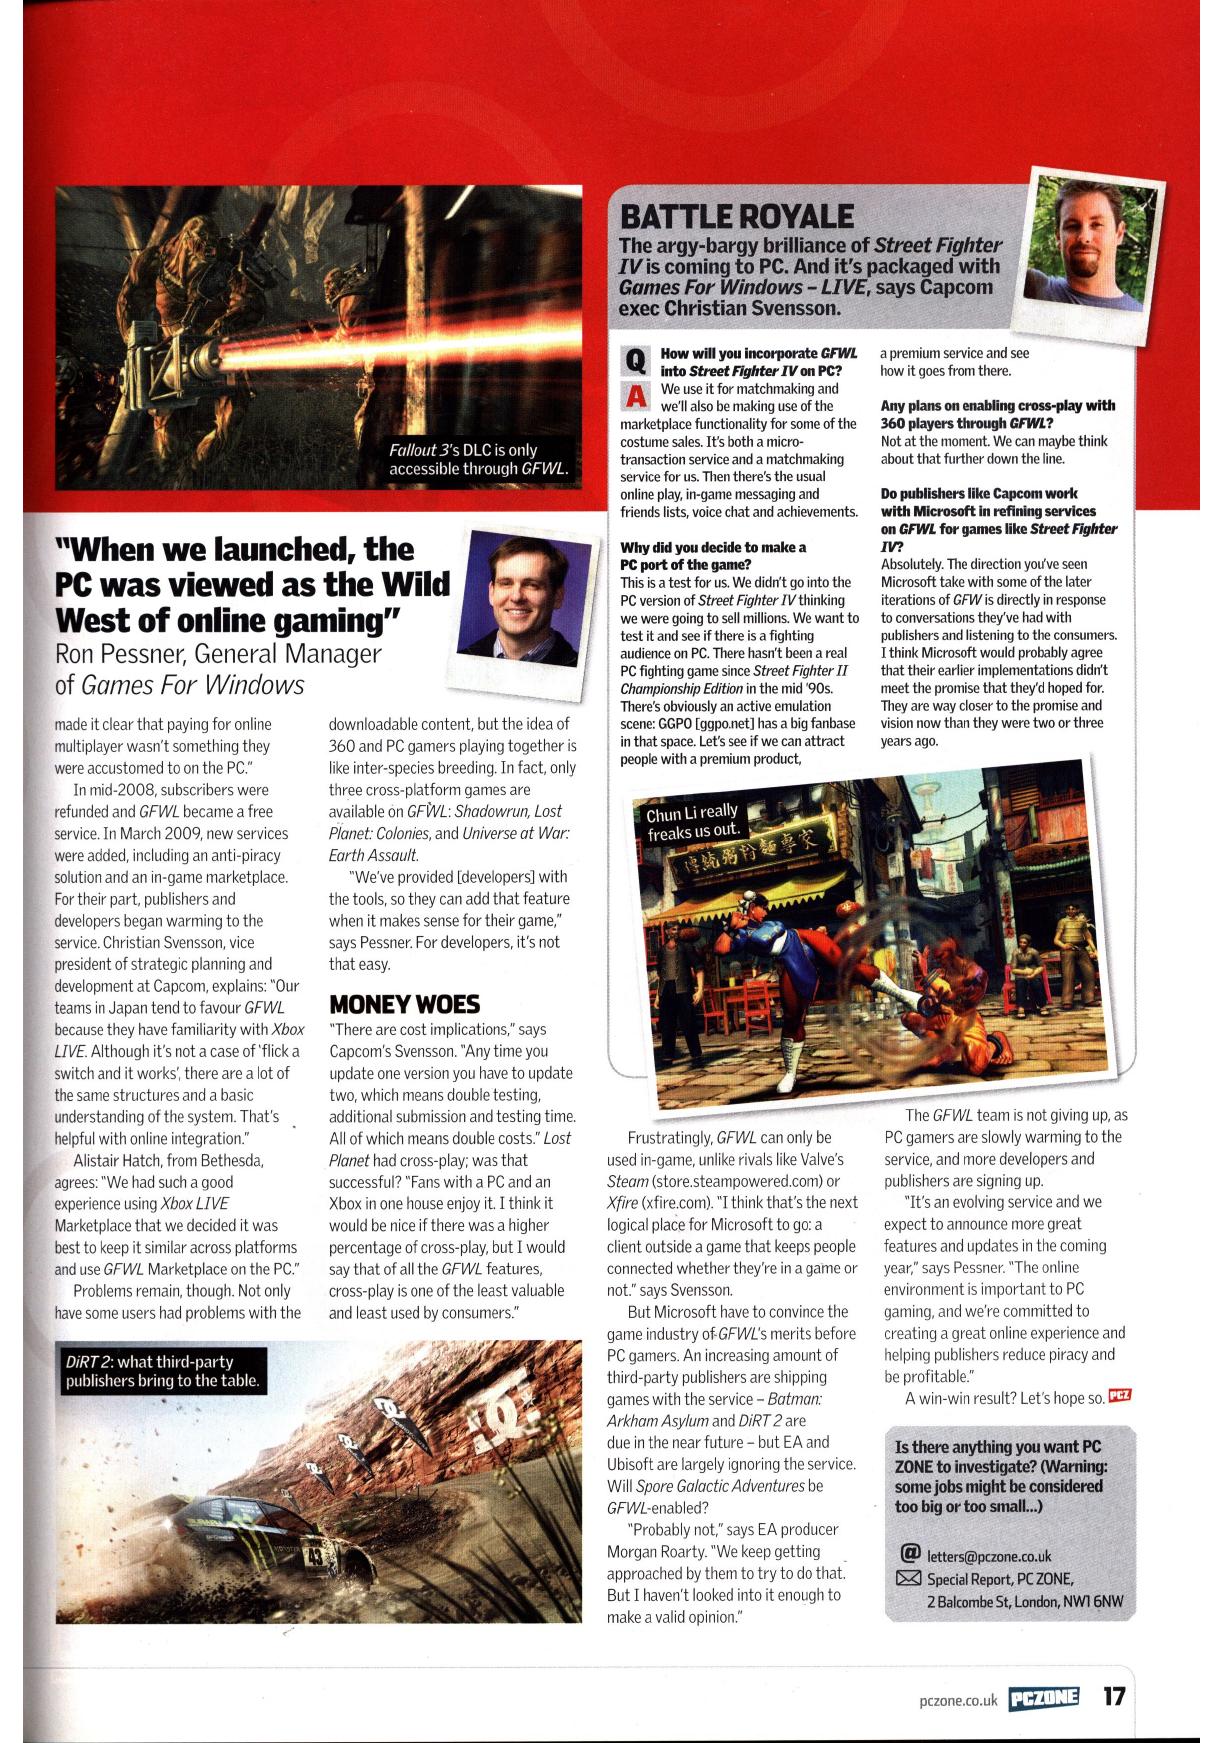 Fallout 3's DLC is only
accessible through GFWL.
"When we launched, the
PC was viewed as the Wild
West of online gaming"
Ron Pessner, General Manager
of Games For Windows
made it clear that paying for online
multiplayer wasn't something they
were accustomed to on the PC."
In mid-2008, subscribers were
refunded and GFWL became a free
service. In March 2009, new services
were added, including an anti-piracy
solution and an in-game marketplace.
For their part, publishers and
developers began warming to the
service. Christian Svensson, vice
president of strategic planning and
development at Capcom, explains: "Our
teams in Japan tend to favour GFWL
because they have familiarity with Xbox
LIVE. Although it's not a case of 'flick a
switch and it works', there are a lot of
the same structures and a basic
understanding of the system. That's
helpful with online integration."
Alistair Hatch, from Bethesda,
agrees: "We had such a good
experience using Xbox LIVE
Marketplace that we decided it was
best to keep it similar across platforms
and use GFWL Marketplace on the PC."
Problems remain, though. Not only
have some users had problems with the
downloadable content, but the idea of
360 and PC gamers playing together is
like inter-species breeding. In fact, only
three cross-platform games are
available on GFWL: Shadowrun, Lost
Planet: Colonies, and Universe at War:
Earth Assault.
"We've provided [developers] with
the tools, so they can add that feature
when it makes sense for their game,"
says Pessner. For developers, it's not
that easy.
MONEY WOES
"There are cost implications," says
Capcom's Svensson. "Any time you
update one version you have to update
two, which means double testing,
additional submission and testing time.
All of which means double costs." Lost
Planet had cross-play; was that
successful? "Fans with a PC and an
Xbox in one house enjoy it. I think it
would be nice if there was a higher
percentage of cross-play, but I would
say that of all the GFWL features,
cross-play is one of the least valuable
and least used by consumers."
DiRT 2: what third-party
publishers bring to the table.
43
BATTLE ROYALE
The argy-bargy brilliance of Street Fighter
IV is coming to PC. And it's packaged with
Games For Windows – LIVE, says Capcom
exec Christian Svensson.
Q How will you incorporate GFWL
into Street Fighter IV on PC?
A We use it for matchmaking and
we'll also be making use of the
marketplace functionality for some of the
costume sales. It's both a micro-
transaction service and a matchmaking
service for us. Then there's the usual
online play, in-game messaging and
friends lists, voice chat and achievements.
Why did you decide to make a
PC port of the game?
This is a test for us. We didn't go into the
PC version of Street Fighter IV thinking
we were going to sell millions. We want to
test it and see if there is a fighting
audience on PC. There hasn't been a real
PC fighting game since Street Fighter II
Championship Edition in the mid '90s.
There's obviously an active emulation
scene: GGPO [ggpo.net] has a big fanbase
in that space. Let's see if we can attract
people with a premium product,
a premium service and see
how it goes from there.
Any plans on enabling cross-play with
360 players through GFWL?
Not at the moment. We can maybe think
about that further down the line.
Do publishers like Capcom work
with Microsoft in refining services
on GFWL for games like Street Fighter
IV?
Absolutely. The direction you've seen
Microsoft take with some of the later
iterations of GFW is directly in response
to conversations they've had with
publishers and listening to the consumers.
I think Microsoft would probably agree
that their earlier implementations didn't
meet the promise that they'd hoped for.
They are way closer to the promise and
vision now than they were two or three
years ago.
Chun Li really
freaks us out.
Frustratingly, GFWL can only be
used in-game, unlike rivals like Valve's
Steam (store.steampowered.com) or
Xfire (xfire.com). "I think that's the next
logical place for Microsoft to go: a
client outside a game that keeps people
connected whether they're in a game or
not." says Svensson.
But Microsoft have to convince the
game industry of GFWL's merits before
PC gamers. An increasing amount of
third-party publishers are shipping
games with the service – Batman:
Arkham Asylum and DiRT 2 are
due in the near future – but EA and
Ubisoft are largely ignoring the service.
Will Spore Galactic Adventures be
GFWL-enabled?
"Probably not," says EA producer
Morgan Roarty. "We keep getting
approached by them to try to do that.
But I haven't looked into it enough to
make a valid opinion."
The GFWL team is not giving up, as
PC gamers are slowly warming to the
service, and more developers and
publishers are signing up.
"It's an evolving service and we
expect to announce more great
features and updates in the coming
year," says Pessner. "The online
environment is important to PC
gaming, and we're committed to
creating a great online experience and
helping publishers reduce piracy and
be profitable."
A win-win result? Let's hope so. PCZ
Is there anything you want PC
ZONE to investigate? (Warning:
some jobs might be considered
too big or too small...)
@ letters@pczone.co.uk
Special Report, PC ZONE,
2 Balcombe St, London, NW1 6NW
pczone.co.uk PCZONE 17